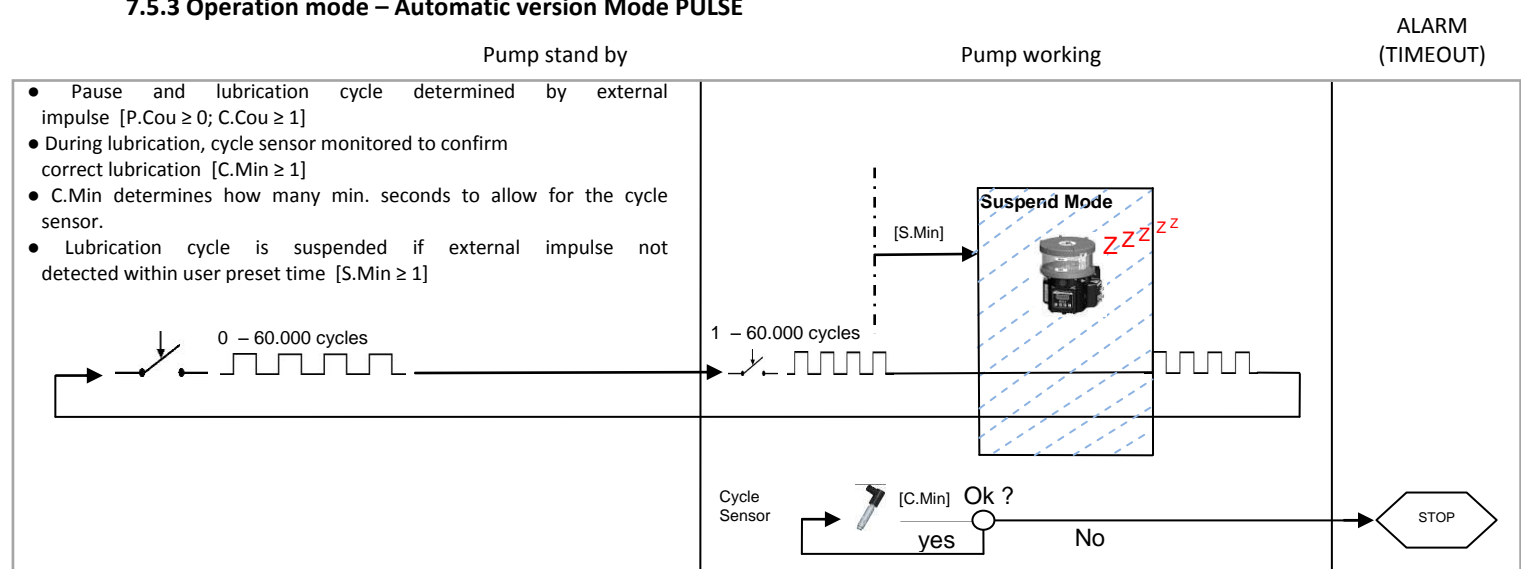 7.5.3 Operation mode – Automatic version Mode PULSE
Pump stand by
Pump working
ALARM
(TIMEOUT)
● Pause and lubrication cycle determined by external
impulse [P.Cou ≥ 0; C.Cou ≥ 1]
● During lubrication, cycle sensor monitored to confirm
correct lubrication [C.Min ≥ 1]
● C.Min determines how many min. seconds to allow for the cycle
sensor.
● Lubrication cycle is suspended if external impulse not
detected within user preset time [S.Min ≥ 1]
Suspend Mode
[S.Min]
Z Z Z Z Z
0 – 60.000 cycles
1 – 60.000 cycles
Cycle
Sensor
[C.Min]
Ok ?
yes
No
STOP